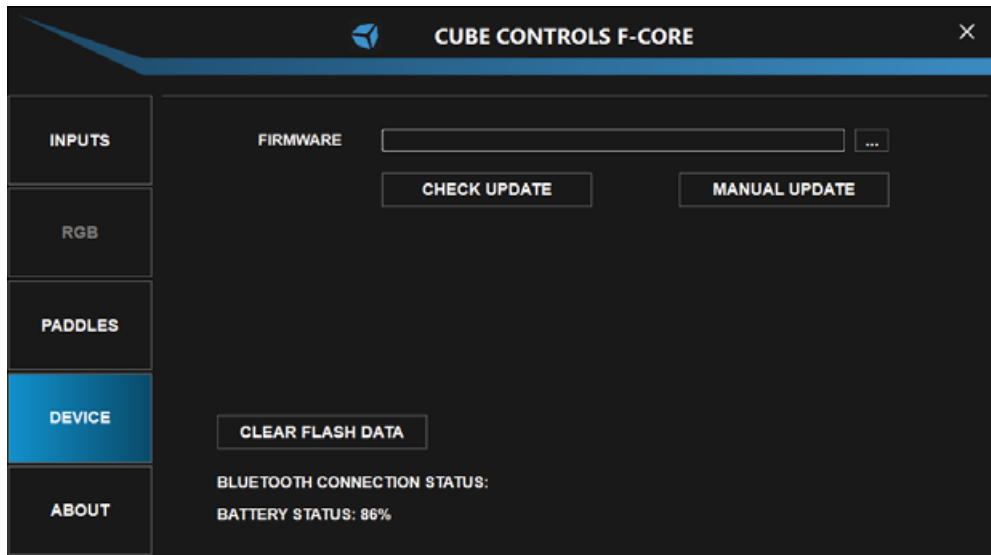 CUBE CONTROLS F-CORE
INPUTS
RGB
PADDLES
DEVICE
ABOUT
FIRMWARE ...
CHECK UPDATE MANUAL UPDATE
CLEAR FLASH DATA
BLUETOOTH CONNECTION STATUS:
BATTERY STATUS: 86%